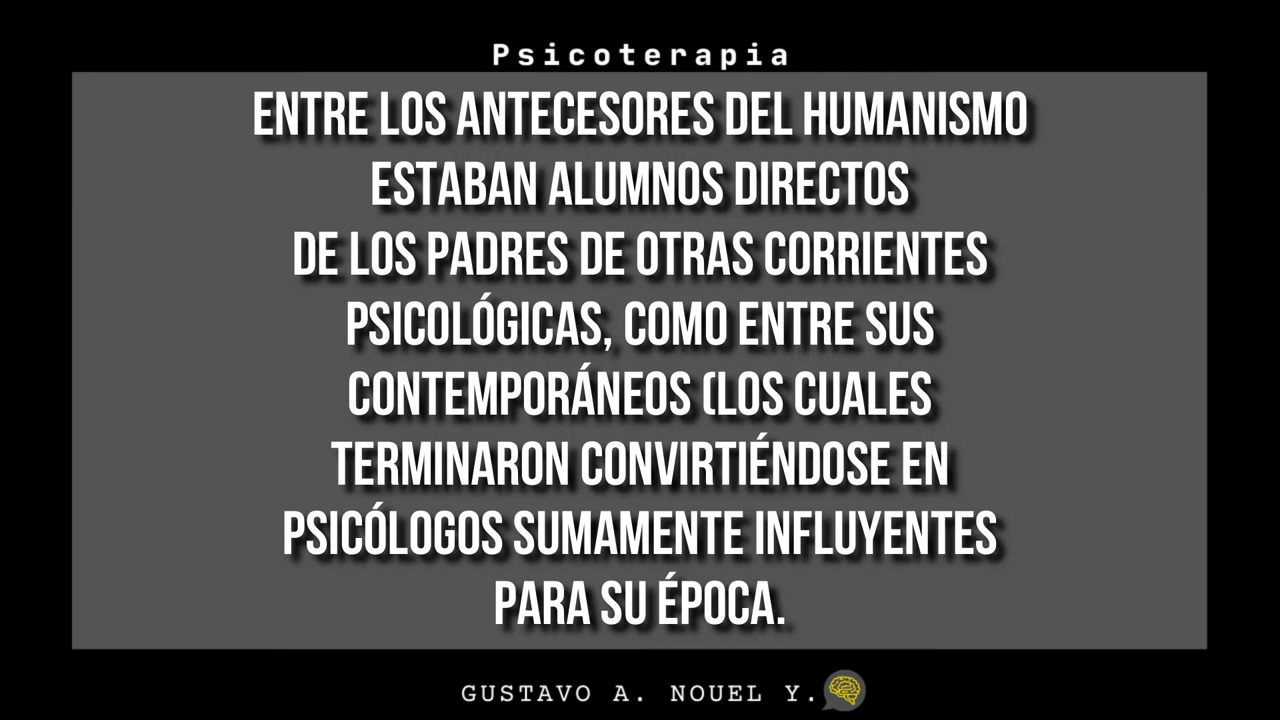 Psicoterapia
ENTRE LOS ANTECESORES DEL HUMANISMO
ESTABAN ALUMNOS DIRECTOS
DE LOS PADRES DE OTRAS CORRIENTES
PSICOLÓGICAS, COMO ENTRE SUS
CONTEMPORÁNEOS (LOS CUALES
TERMINARON CONVIRTIÉNDOSE EN
PSICÓLOGOS SUMAMENTE INFLUYENTES
PARA SU ÉPOCA.
GUSTAVO A. NOUEL Y.